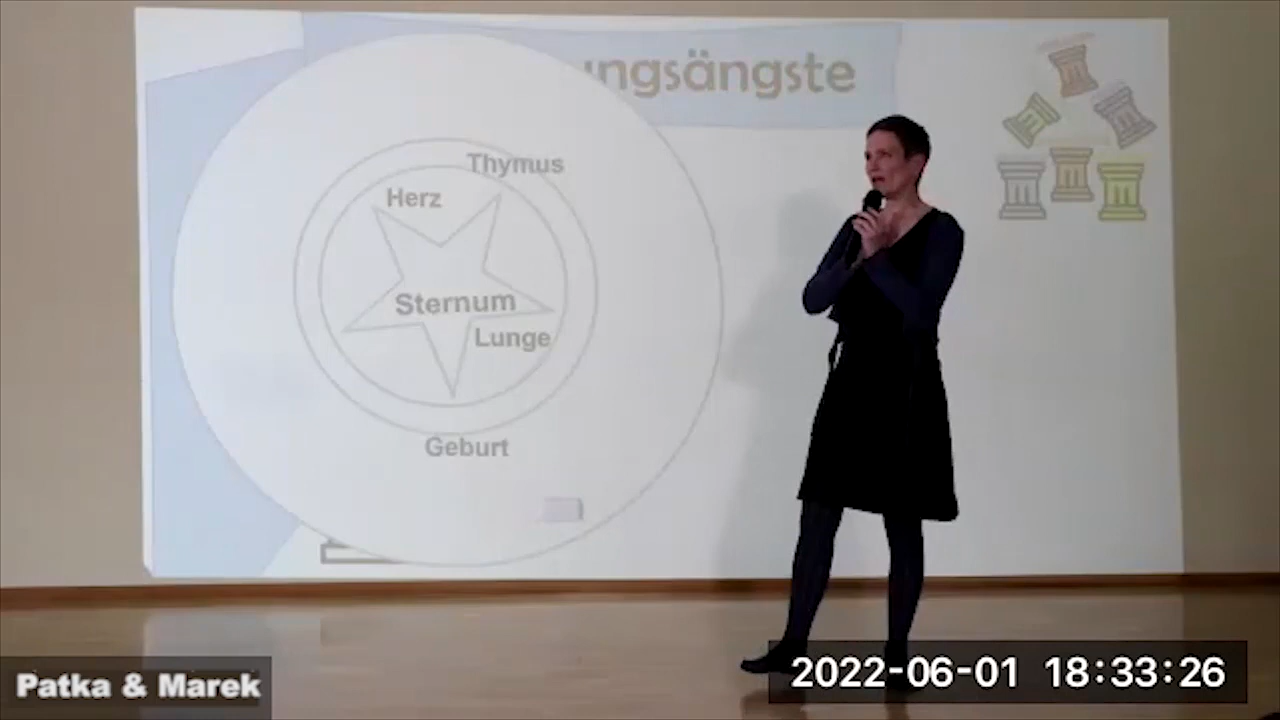 ungsängste
Thymus
Herz
Sternum
Lunge
Geburt
Patka & Marek
2022-06-01 18:33:26